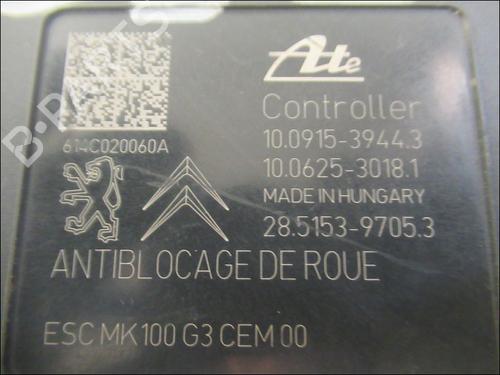 Ate
Controller
10.0915-3944.3
10.0625-3018.1
MADE IN HUNGARY
28.5153-9705.3
614C020060A
ANTIBLOCAGE DE ROUE
ESC MK100 G3 CEM 00
B-PARTS